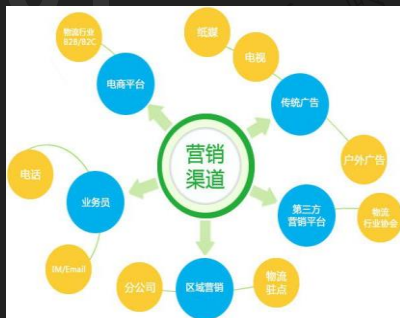 营销
渠道
物流行业
B2B/B2C
电商平台
纸媒
电视
传统广告
户外广告
电话
业务员
IM/Email
第三方
营销平台
物流
行业协会
分公司
区域营销
物流
驻点